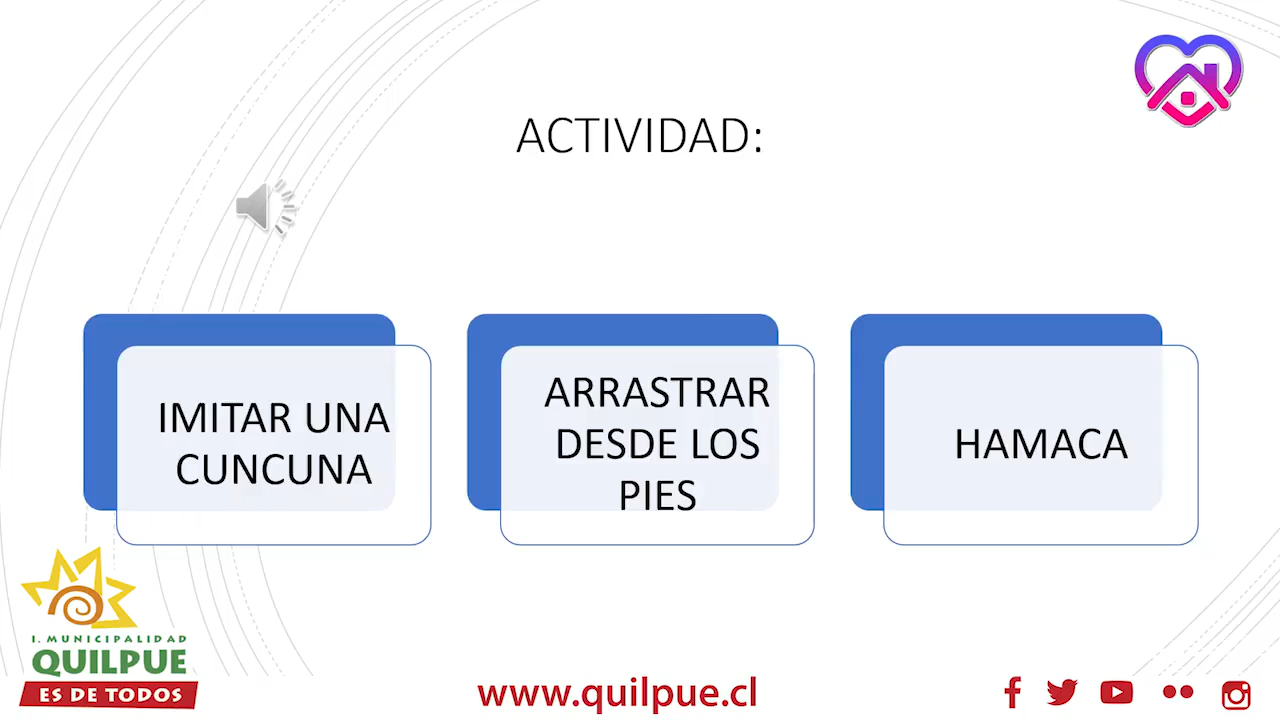 ACTIVIDAD:
IMITAR UNA
CUNCUNA
ARRASTRAR
DESDE LOS
PIES
HAMACA
I. MUNICIPALIDAD
QUILPUE
ES DE TODOS
www.quilpue.cl